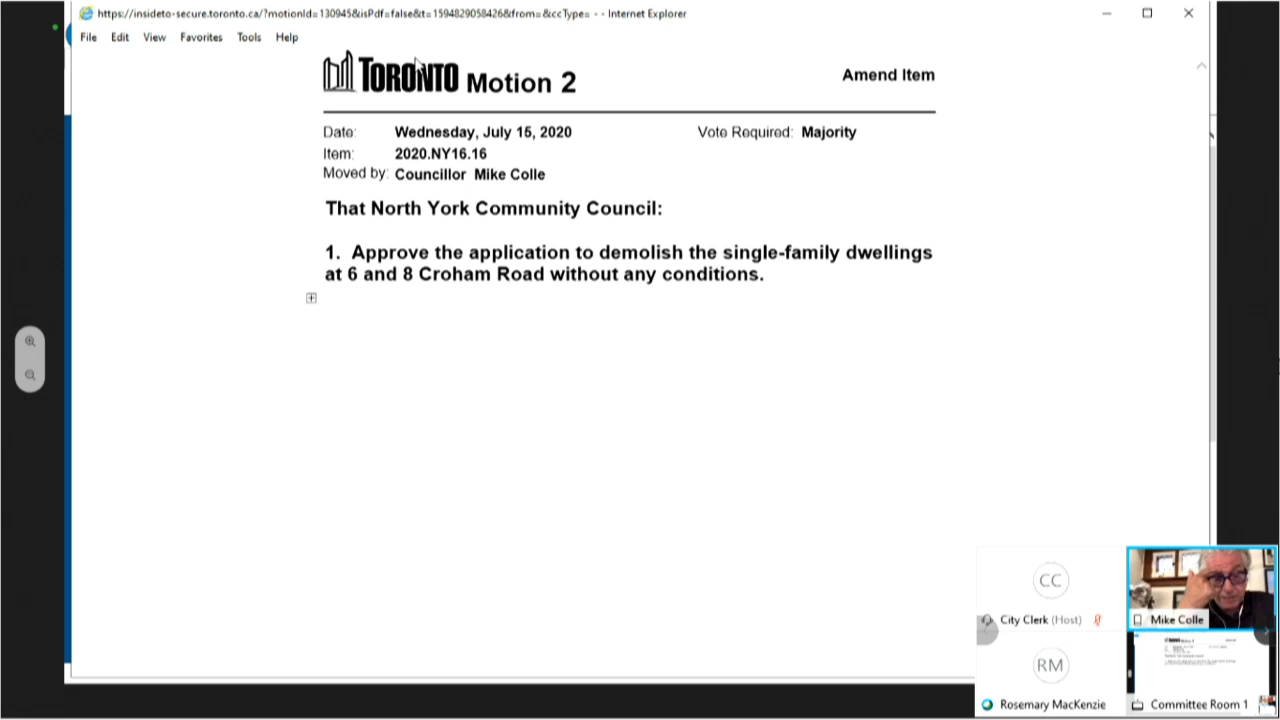 https://insideto-secure.toronto.ca/?motionId=130945&isPdf=false&t=1594829058426&from=&ccType= - - Internet Explorer
File Edit View Favorites Tools Help
TORONTO Motion 2
Amend Item
Date: Wednesday, July 15, 2020 Vote Required: Majority
Item: 2020.NY16.16
Moved by: Councillor Mike Colle
That North York Community Council:
1. Approve the application to demolish the single-family dwellings
at 6 and 8 Croham Road without any conditions.
CC
City Clerk (Host)
Mike Colle
RM
Rosemary MacKenzie
Committee Room 1